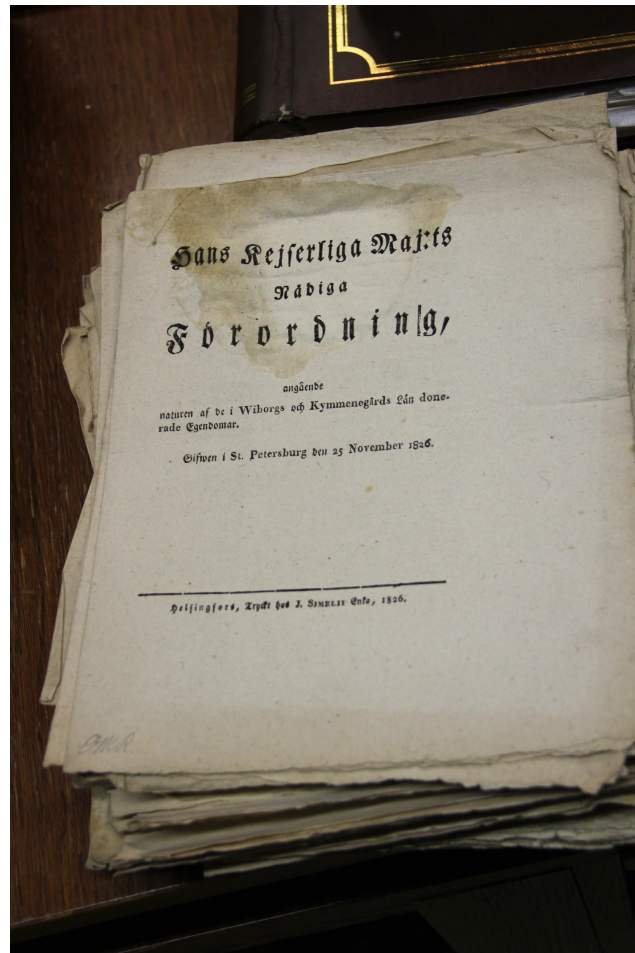 Hans Kejserliga Maj:ts
Nådiga
Förordning,
angående
naturen af de i Wiborgs och Kymmenegårds Län done-
rade Egendomar.
Gifwen i St. Petersburg den 25 November 1826.
Helsingfors, Tryckt hos J. SIMELII Enka, 1826.